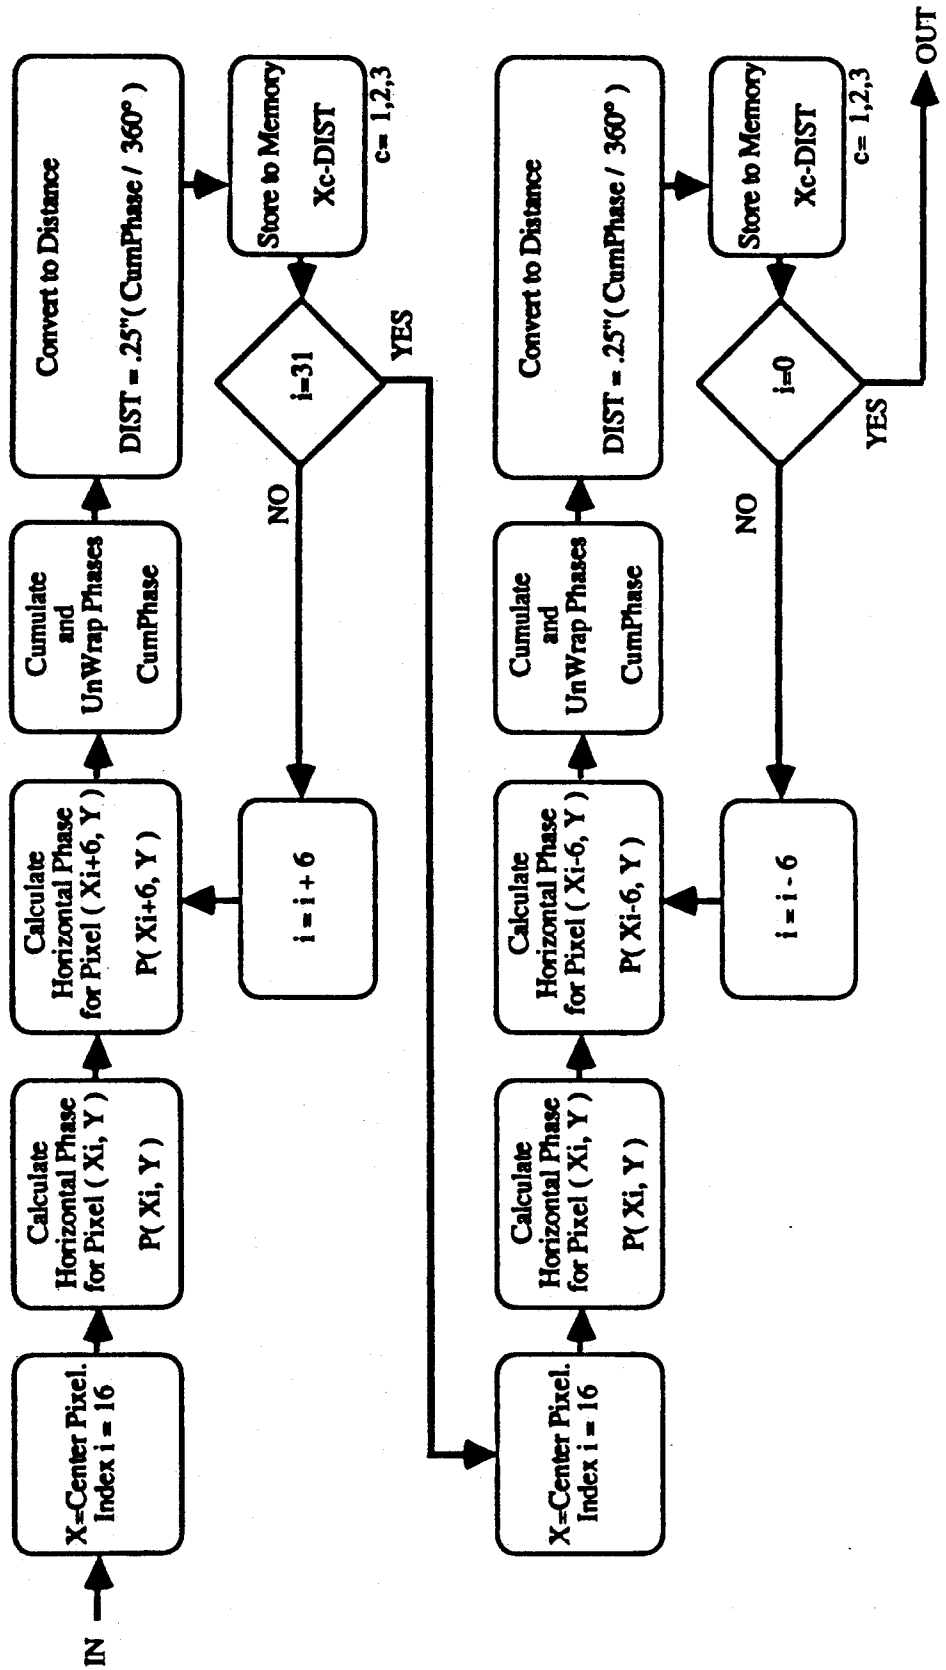 IN
X=Center Pixel.
Index i = 16
Calculate
Horizontal Phase
for Pixel ( Xi, Y )
P( Xi, Y )
Calculate
Horizontal Phase
for Pixel ( Xi+6, Y )
P( Xi+6, Y )
Cumulate
and
UnWrap Phases
CumPhase
Convert to Distance
DIST = .25"( CumPhase / 360° )
Store to Memory
Xc-DIST
c= 1,2,3
i=31
NO
YES
i = i + 6
X=Center Pixel.
Index i = 16
Calculate
Horizontal Phase
for Pixel ( Xi, Y )
P( Xi, Y )
Calculate
Horizontal Phase
for Pixel ( Xi-6, Y )
P( Xi-6, Y )
Cumulate
and
UnWrap Phases
CumPhase
Convert to Distance
DIST = .25"( CumPhase / 360° )
Store to Memory
Xc-DIST
c= 1,2,3
i=0
NO
YES
i = i - 6
OUT